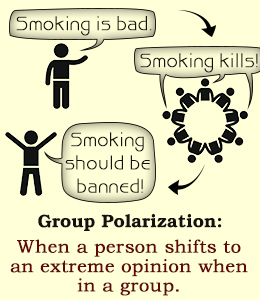 Smoking is bad.
Smoking kills!
Smoking
should be
banned!
Group Polarization:
When a person shifts to
an extreme opinion when
in a group.